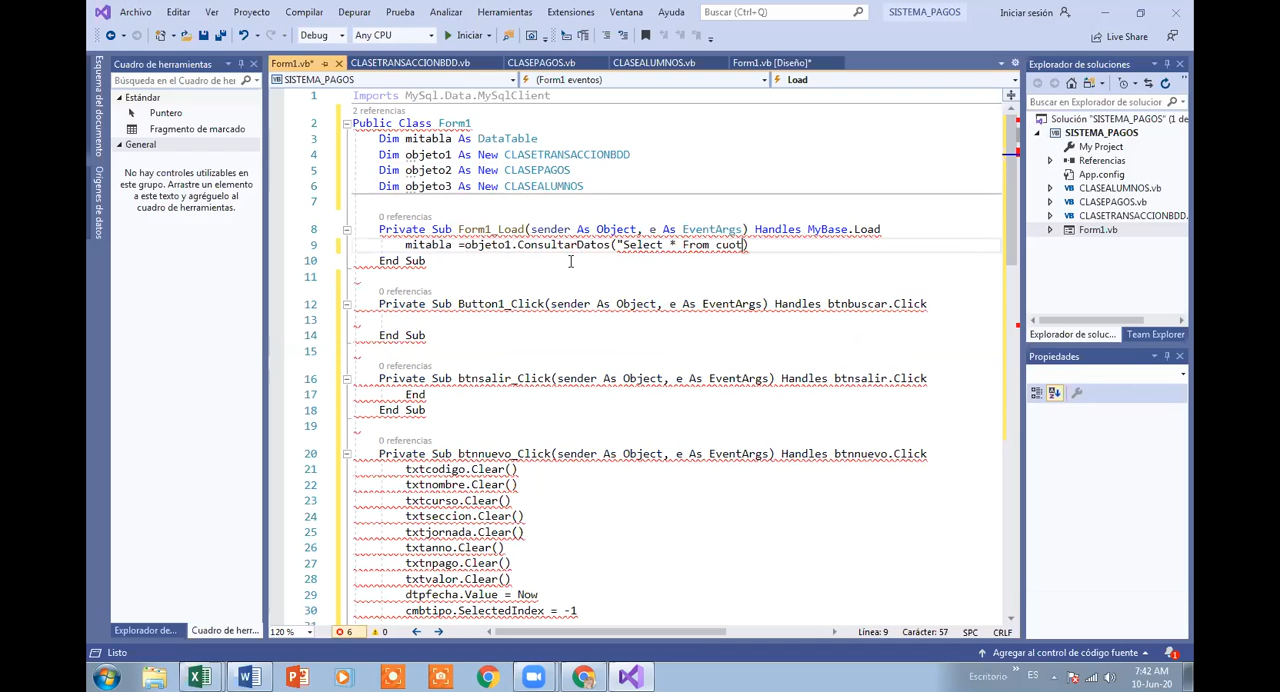 Archivo Editar Ver Proyecto Compilar Depurar Prueba Analizar Herramientas Extensiones Ventana Ayuda Buscar (Ctrl+Q) SISTEMA_PAGOS Iniciar sesión
Debug Any CPU Iniciar Live Share
Esquema del documento
Orígenes de datos
Cuadro de herramientas
Búsqueda en el Cuadro de her
Estándar
Puntero
Fragmento de marcado
General
No hay controles utilizables en
este grupo. Arrastre un elemento
a este texto y agréguelo al
cuadro de herramientas.
Explorador de... Cuadro de herr...
Form1.vb* CLASETRANSACCIONBDD.vb CLASEPAGOS.vb CLASEALUMNOS.vb Form1.vb [Diseño]*
SISTEMA_PAGOS (Form1 eventos) Load
1 Imports MySql.Data.MySqlClient
2 referencias
2 Public Class Form1
3 Dim mitabla As DataTable
4 Dim objeto1 As New CLASETRANSACCIONBDD
5 Dim objeto2 As New CLASEPAGOS
6 Dim objeto3 As New CLASEALUMNOS
7
0 referencias
8 Private Sub Form1_Load(sender As Object, e As EventArgs) Handles MyBase.Load
9 mitabla =objeto1.ConsultarDatos("Select * From cuot)
10 End Sub
11
0 referencias
12 Private Sub Button1_Click(sender As Object, e As EventArgs) Handles btnbuscar.Click
13
14 End Sub
15
0 referencias
16 Private Sub btnsalir_Click(sender As Object, e As EventArgs) Handles btnsalir.Click
17 End
18 End Sub
19
0 referencias
20 Private Sub btnnuevo_Click(sender As Object, e As EventArgs) Handles btnnuevo.Click
21 txtcodigo.Clear()
22 txtnombre.Clear()
23 txtcurso.Clear()
24 txtseccion.Clear()
25 txtjornada.Clear()
26 txtanno.Clear()
27 txtnpago.Clear()
28 txtvalor.Clear()
29 dtpfecha.Value = Now
30 cmbtipo.SelectedIndex = -1
120 % 6 0 Línea: 9 Carácter: 57 SPC CRLF
Explorador de soluciones
Buscar en Explorador de solucion
Solución "SISTEMA_PAGOS" (1 de
SISTEMA_PAGOS
My Project
Referencias
App.config
CLASEALUMNOS.vb
CLASEPAGOS.vb
CLASETRANSACCIONBDD.
Form1.vb
Explorador de soluc... Team Explorer
Propiedades
Listo Agregar al control de código fuente 1
Escritorio ES 7:42 AM
10-Jun-20